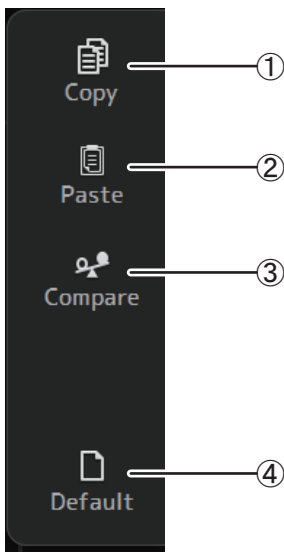 Copy ①
Paste ②
Compare ③
Default ④